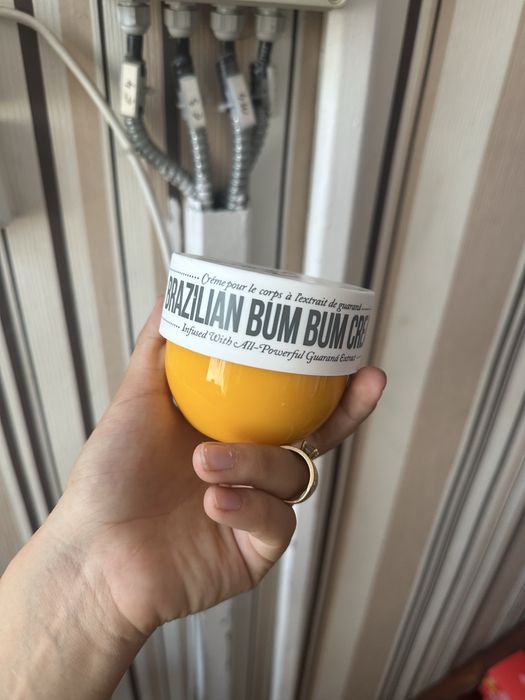 Crème pour le corps à l'extrait de guaraná
BRAZILIAN BUM BUM CRE
Infused With All-Powerful Guaraná Extract